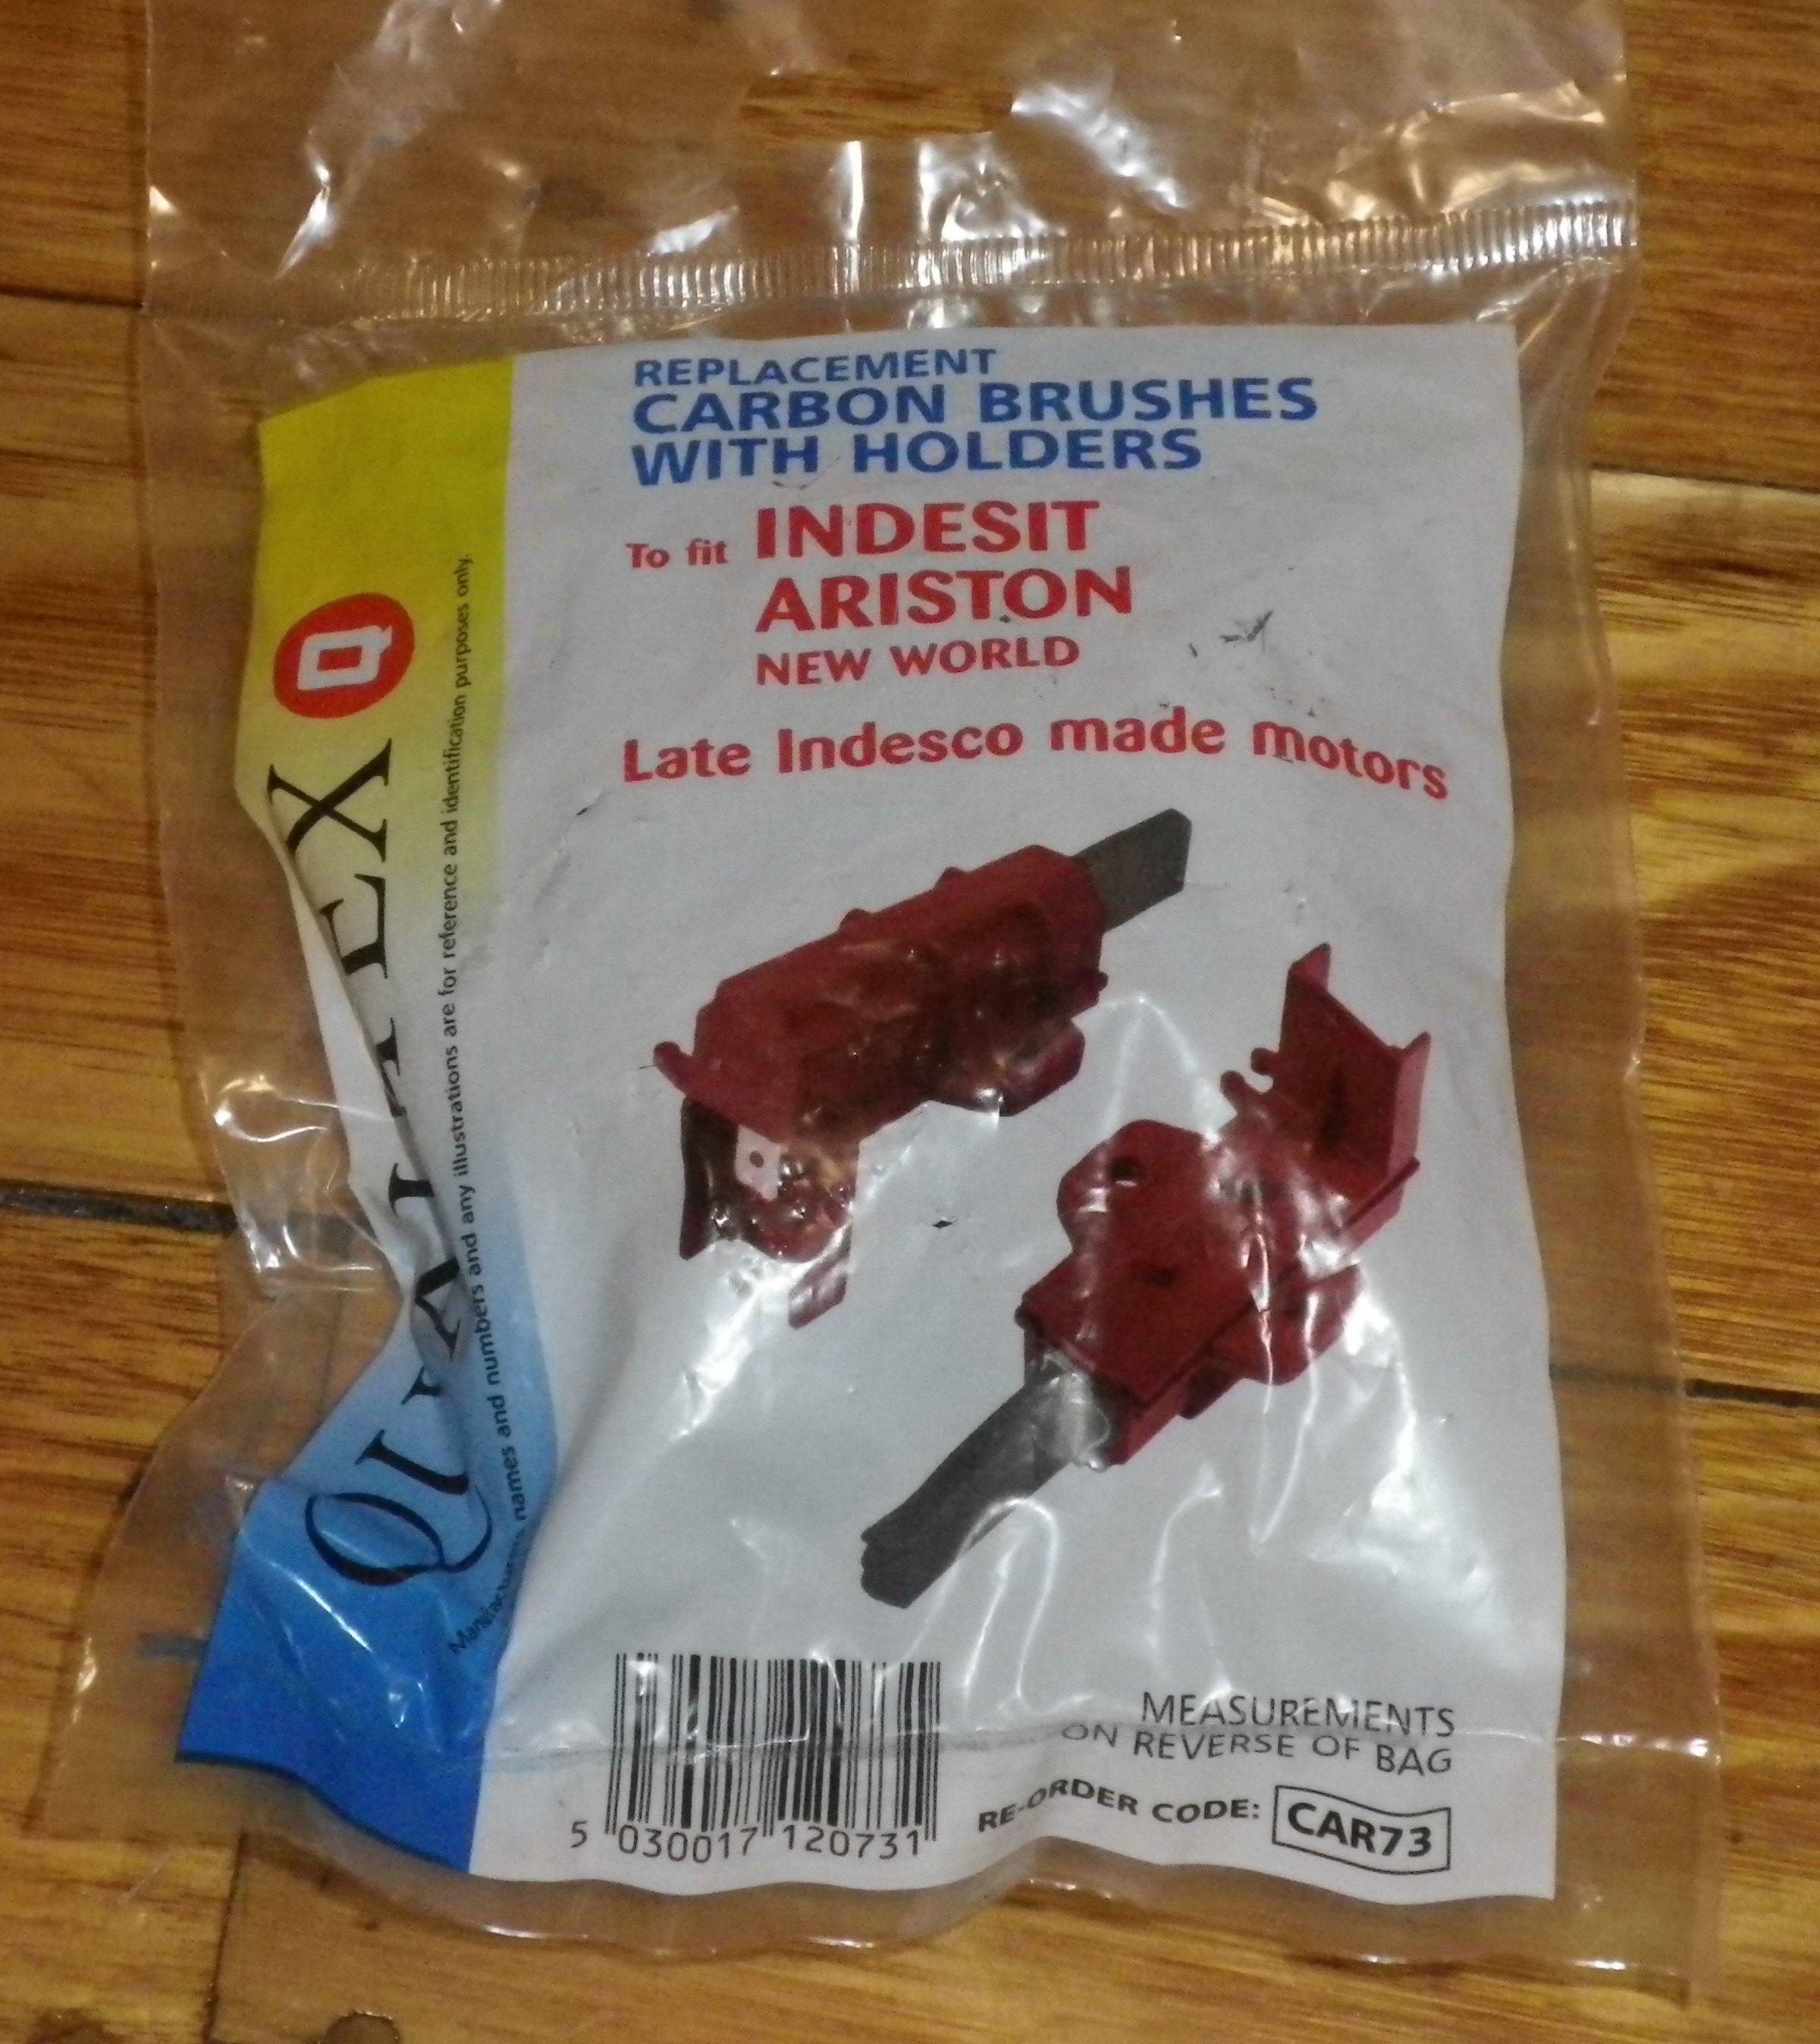 REPLACEMENT
CARBON BRUSHES
WITH HOLDERS
To fit INDESIT
ARISTON
NEW WORLD
Late Indesco made motors
Q
QUALTEX
names and numbers and any illustrations are for reference and identification purposes only.
MEASUREMENTS
ON REVERSE OF BAG
RE-ORDER CODE: CAR73
5 030017 120731